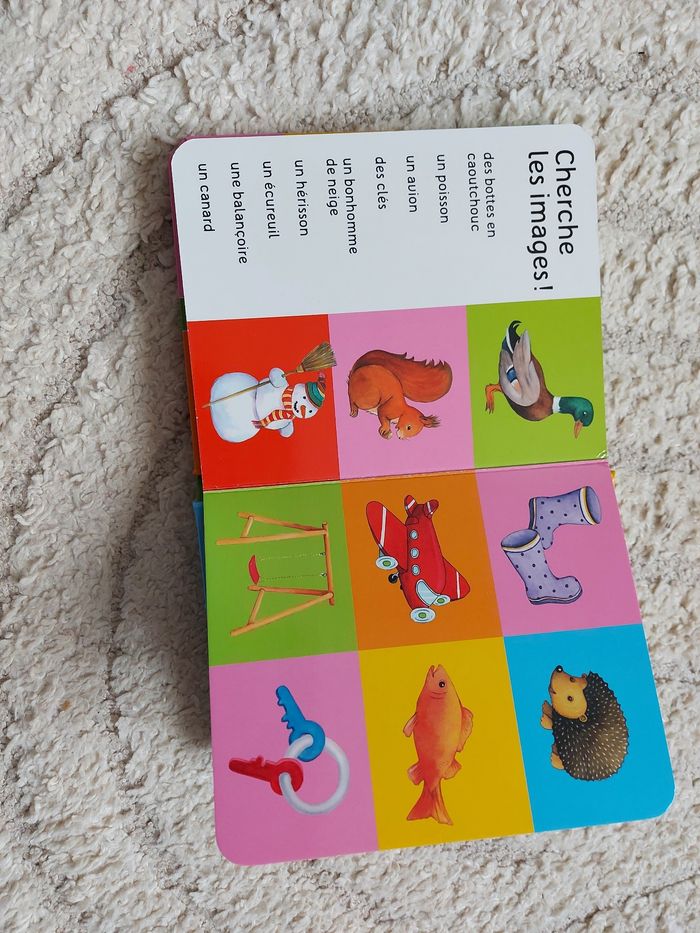 Cherche
les images!
des bottes en
caoutchouc
un poisson
un avion
des clés
un bonhomme
de neige
un hérisson
un écureuil
une balançoire
un canard